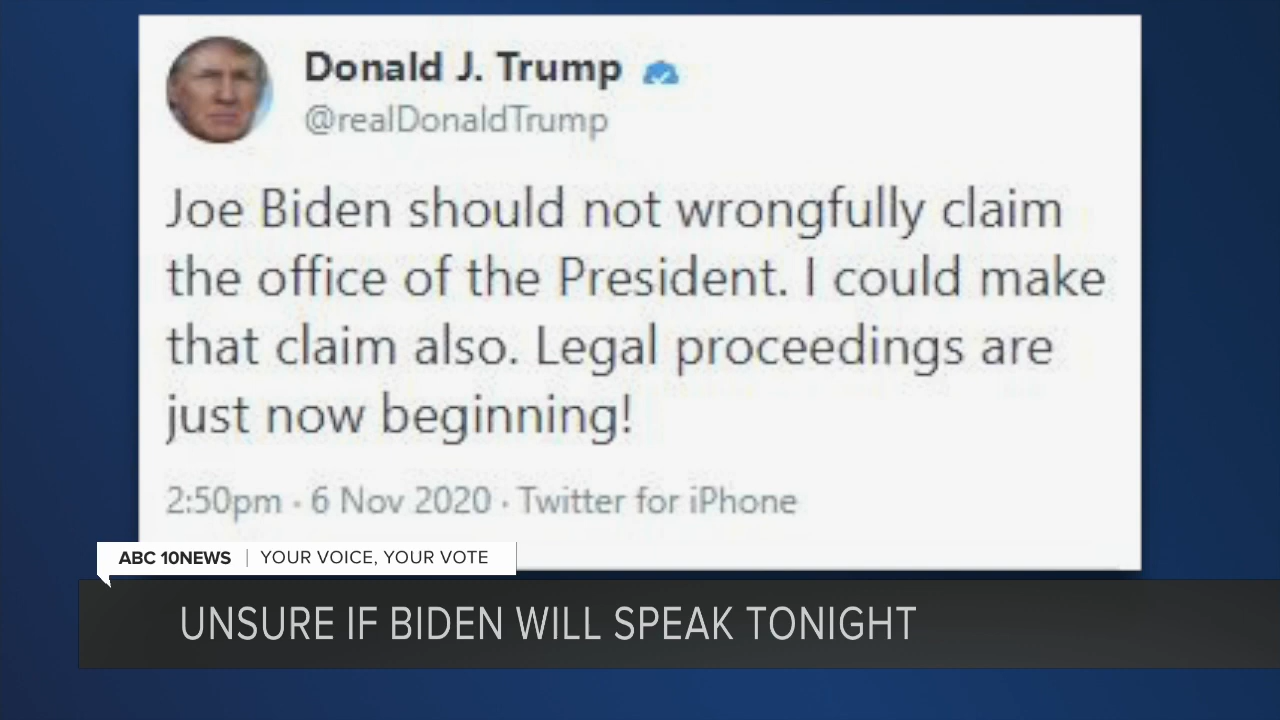 Donald J. Trump
@realDonaldTrump
Joe Biden should not wrongfully claim
the office of the President. I could make
that claim also. Legal proceedings are
just now beginning!
2:50pm · 6 Nov 2020 · Twitter for iPhone
ABC 10NEWS | YOUR VOICE, YOUR VOTE
UNSURE IF BIDEN WILL SPEAK TONIGHT